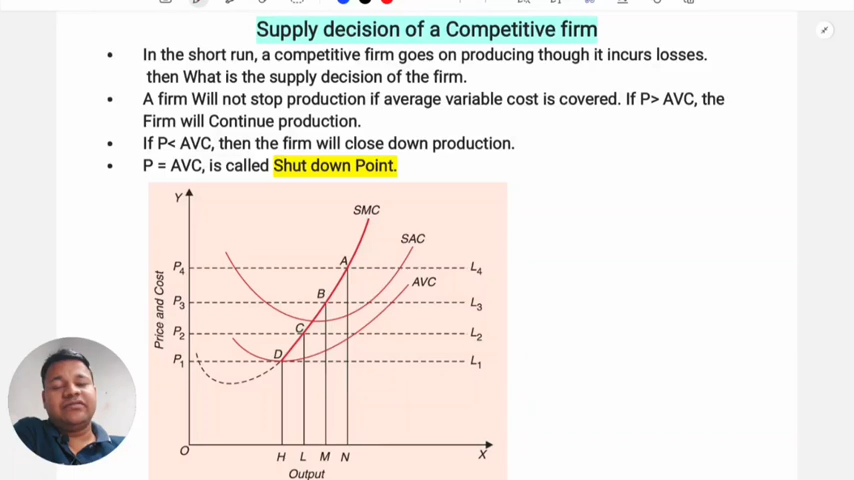 Supply decision of a Competitive firm
• In the short run, a competitive firm goes on producing though it incurs losses.
then What is the supply decision of the firm.
• A firm Will not stop production if average variable cost is covered. If P> AVC, the
Firm will Continue production.
• If P< AVC, then the firm will close down production.
• P = AVC, is called Shut down Point.
Y
SMC
SAC
A
P4
L4
AVC
B
P3
L3
C
P2
L2
D
P1
L1
Price and Cost
O
H L M N
X
Output